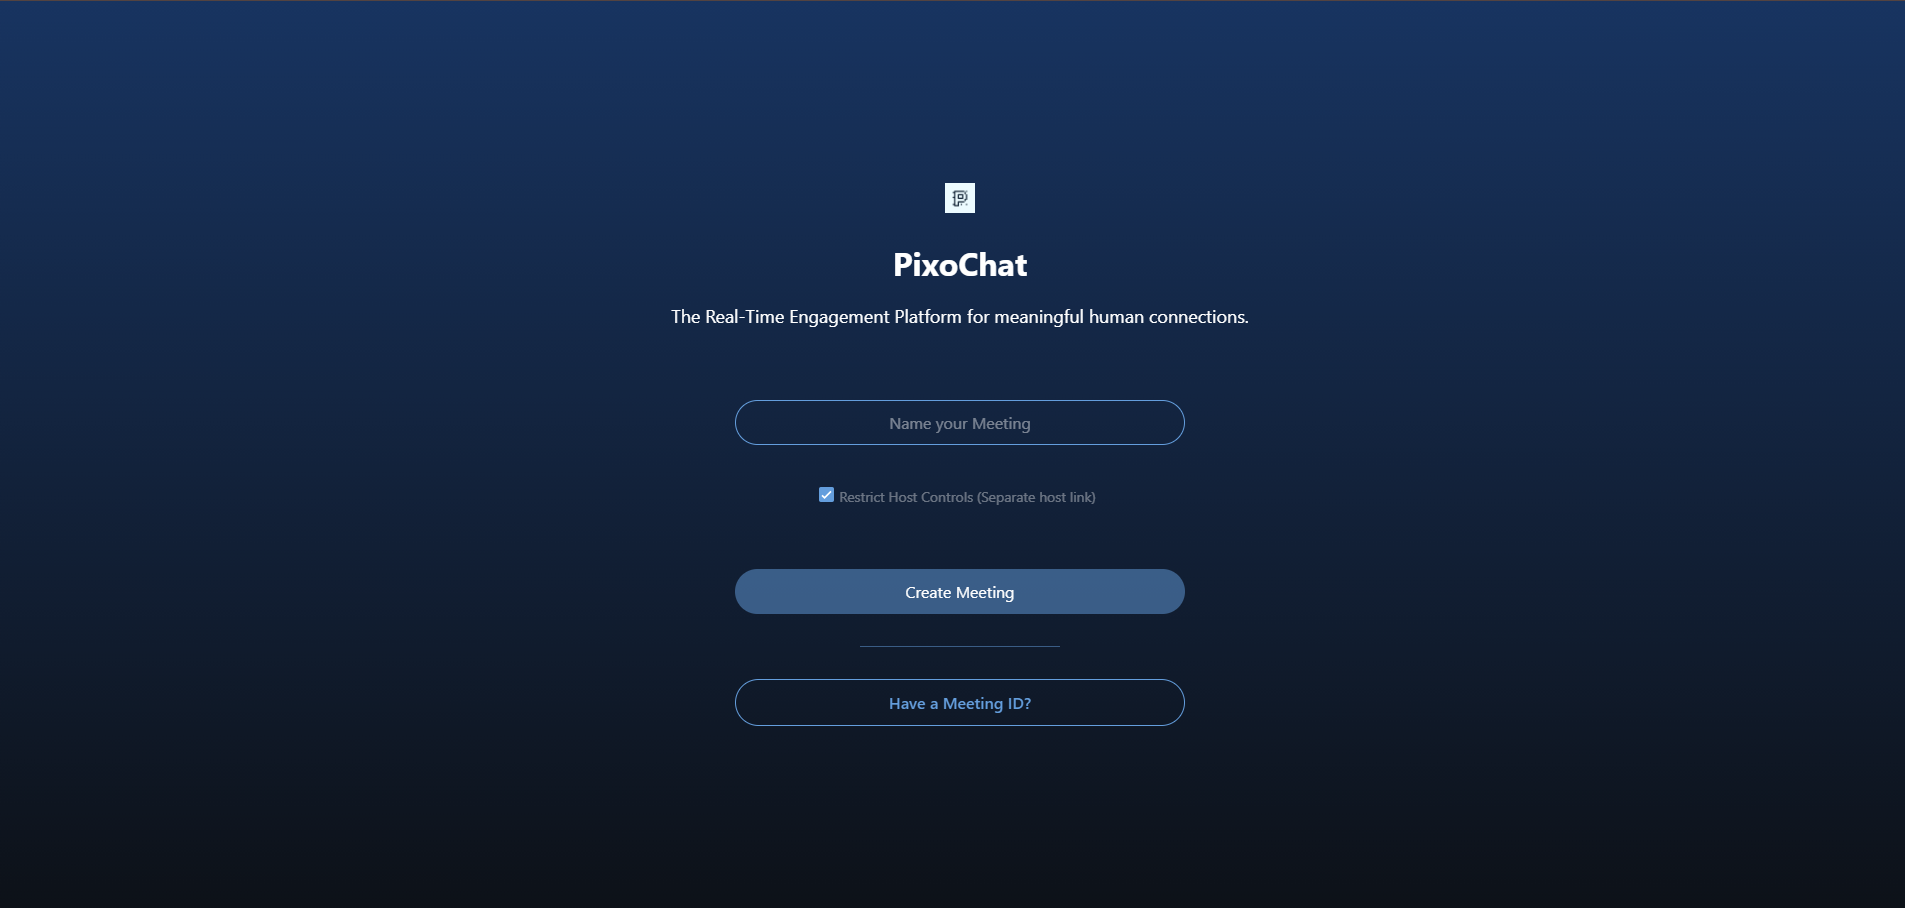 PixoChat
The Real-Time Engagement Platform for meaningful human connections.
Name your Meeting
Restrict Host Controls (Separate host link)
Create Meeting
Have a Meeting ID?